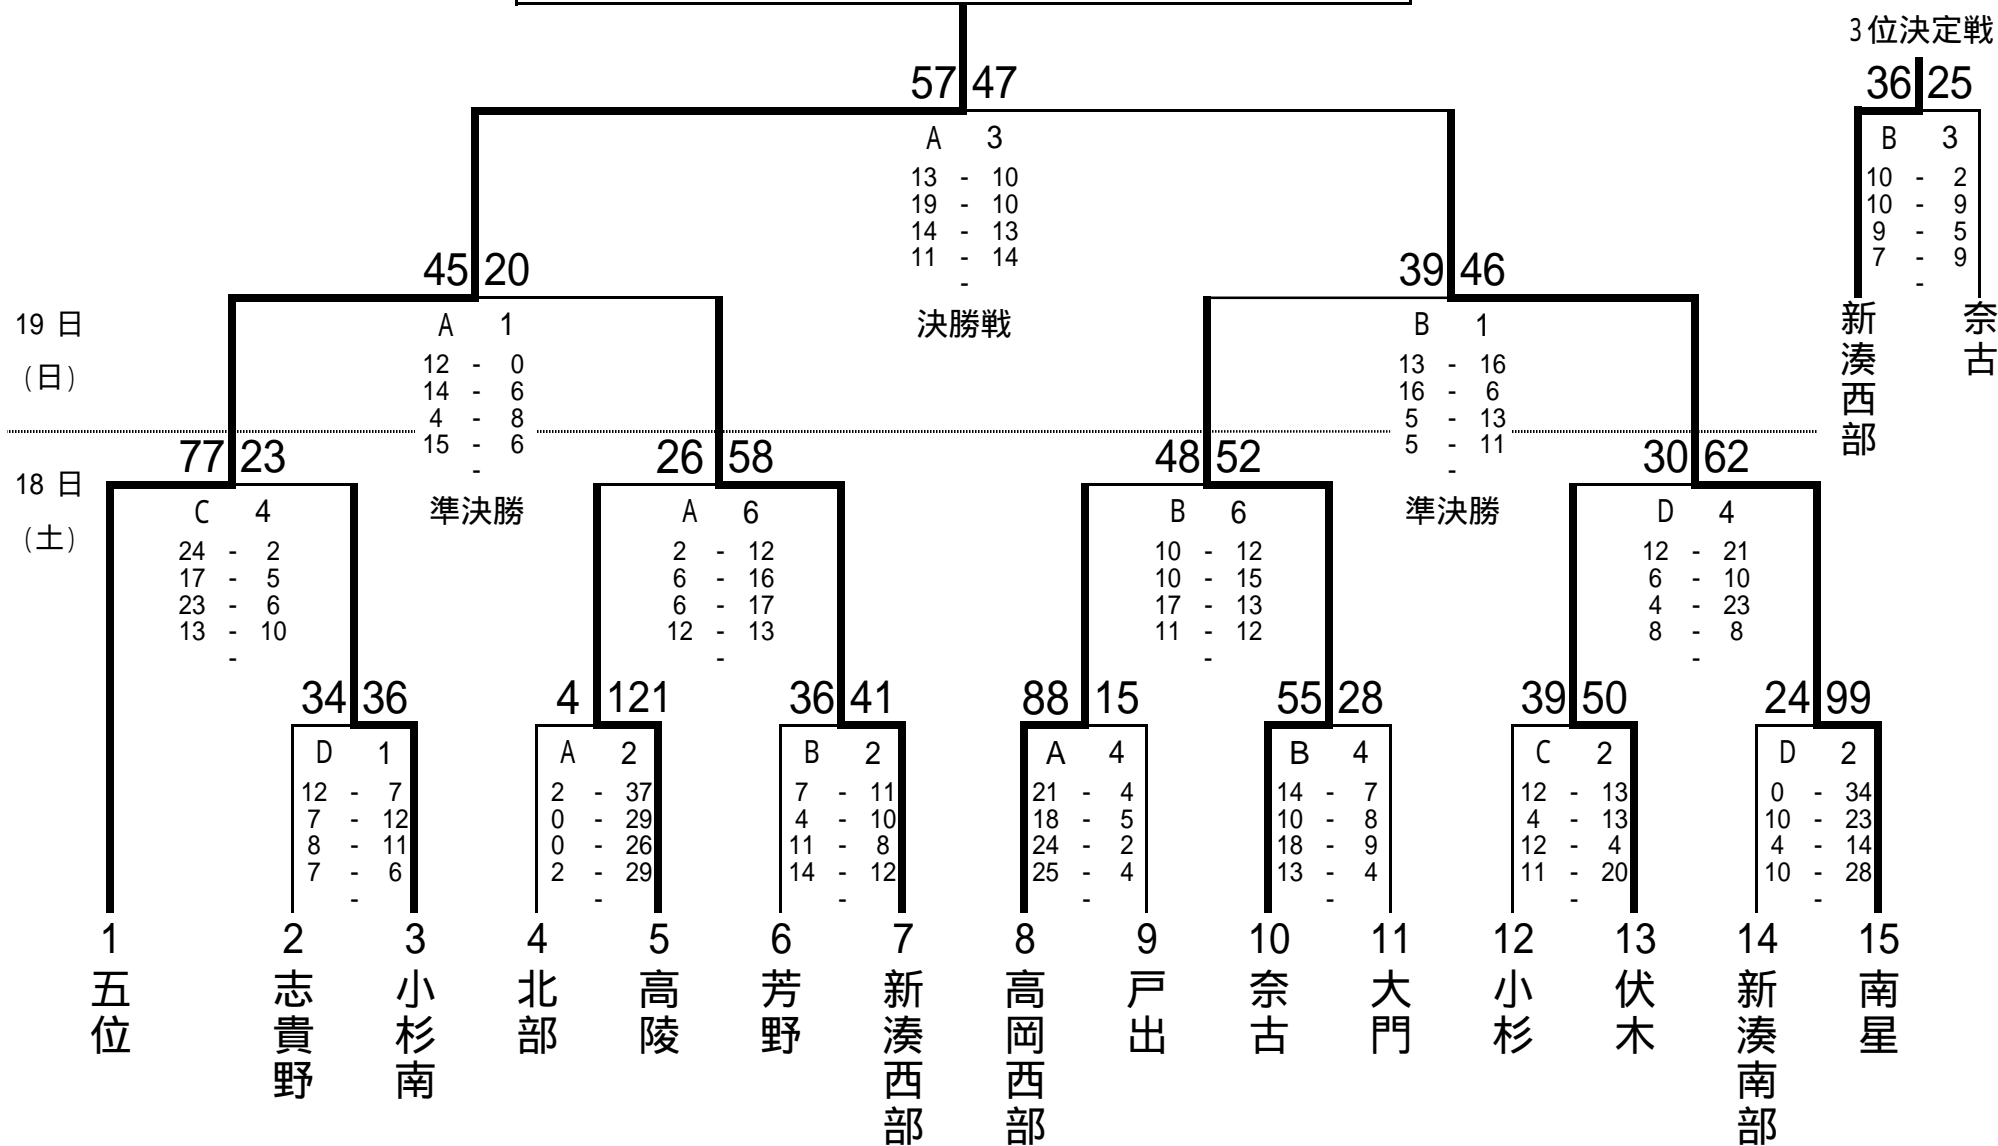 3位決定戦
57 47
36 25
A 3
B 3
13 - 10
19 - 10
14 - 13
11 - 14
-
決勝戦
10 - 2
10 - 9
9 - 5
7 - 9
-
新湊西部
奈古
45 20
39 46
19 日
(日)
A 1
12 - 0
14 - 6
4 - 8
15 - 6
-
準決勝
B 1
13 - 16
16 - 6
5 - 13
5 - 11
-
準決勝
18 日
(土)
77 23
26 58
48 52
30 62
C 4
24 - 2
17 - 5
23 - 6
13 - 10
-
A 6
2 - 12
6 - 16
6 - 17
12 - 13
-
B 6
10 - 12
10 - 15
17 - 13
11 - 12
-
D 4
12 - 21
6 - 10
4 - 23
8 - 8
-
34 36
4 121
36 41
88 15
55 28
39 50
24 99
D 1
12 - 7
7 - 12
8 - 11
7 - 6
-
A 2
2 - 37
0 - 29
0 - 26
2 - 29
-
B 2
7 - 11
4 - 10
11 - 8
14 - 12
-
A 4
21 - 4
18 - 5
24 - 2
25 - 4
-
B 4
14 - 7
10 - 8
18 - 9
13 - 4
-
C 2
12 - 13
4 - 13
12 - 4
11 - 20
-
D 2
0 - 34
10 - 23
4 - 14
10 - 28
-
1 2 3 4 5 6 7 8 9 10 11 12 13 14 15
五位
志貴野
小杉南
北部
高陵
芳野
新湊西部
高岡西部
戸出
奈古
大門
小杉
伏木
新湊南部
南星